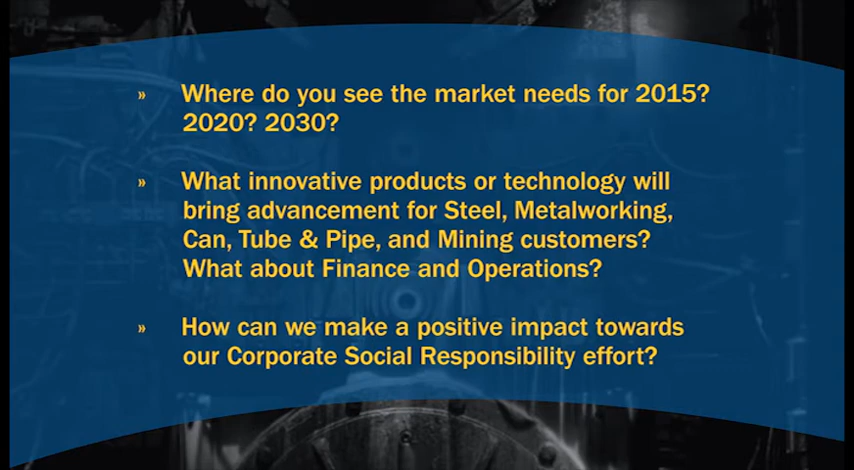 » Where do you see the market needs for 2015?
2020? 2030?
» What innovative products or technology will
bring advancement for Steel, Metalworking,
Can, Tube & Pipe, and Mining customers?
What about Finance and Operations?
» How can we make a positive impact towards
our Corporate Social Responsibility effort?